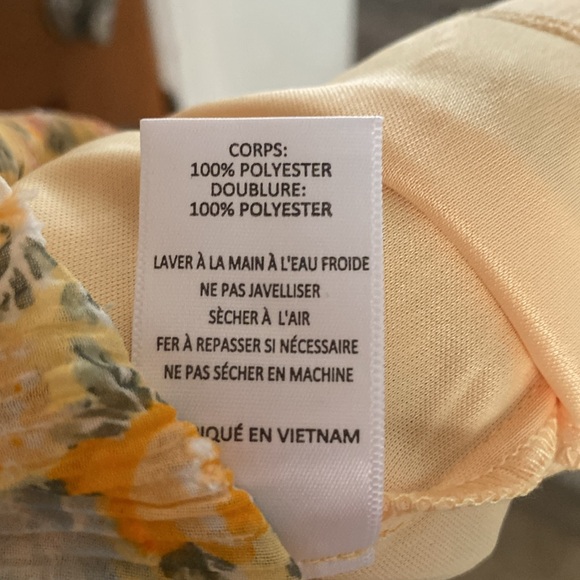 CORPS:
100% POLYESTER
DOUBLURE:
100% POLYESTER
LAVER À LA MAIN À L'EAU FROIDE
NE PAS JAVELLISER
SÈCHER À L'AIR
FER À REPASSER SI NÉCESSAIRE
NE PAS SÉCHER EN MACHINE
EN VIETNAM